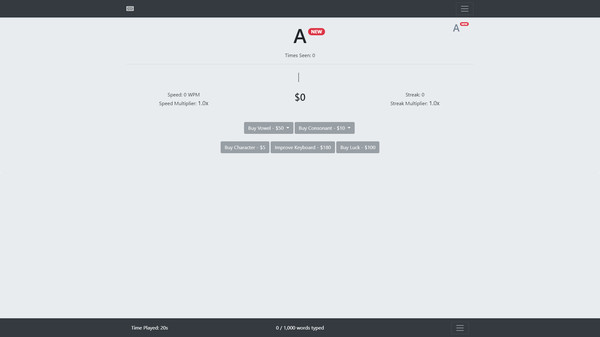 A NEW
A
Times Seen: 0
Speed: 0 WPM
Speed Multiplier: 1.0x
$0
Streak: 0
Streak Multiplier: 1.0x
Buy Vowel - $50 Buy Consonant - $10
Buy Character - $5 Improve Keyboard - $100 Buy Luck - $100
Time Played: 20s 0 / 1,000 words typed